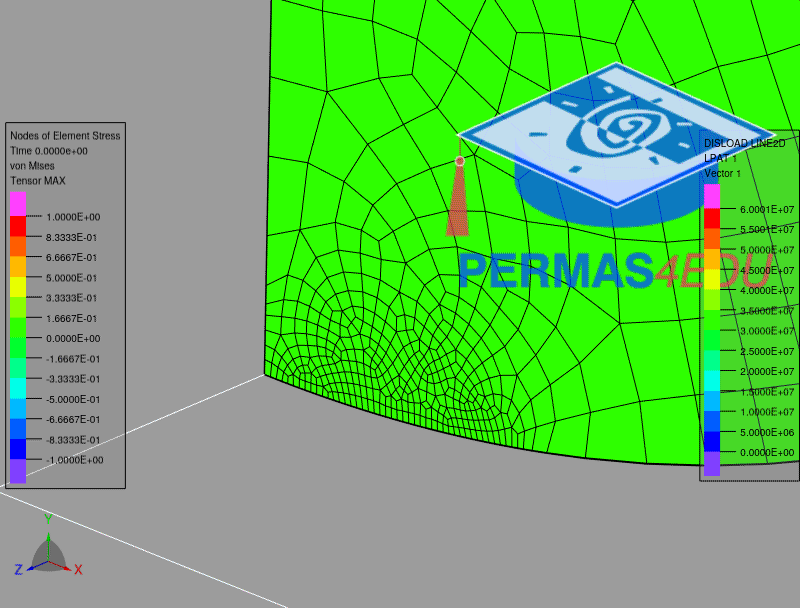 Nodes of Element Stress
Time 0.0000e+00
von Mises
Tensor MAX
1.0000E+00
8.3333E-01
6.6667E-01
5.0000E-01
3.3333E-01
1.6667E-01
0.0000E+00
-1.6667E-01
-3.3333E-01
-5.0000E-01
-6.6667E-01
-8.3333E-01
-1.0000E+00
DISLOAD LINE2D
LPAT 1
Vector 1
6.0001E+07
5.5001E+07
5.0000E+07
4.5000E+07
4.0000E+07
3.5000E+07
3.0000E+07
2.5000E+07
2.0000E+07
1.5000E+07
1.0000E+07
5.0000E+06
0.0000E+00
PERMAS4EDU
Y
Z
X